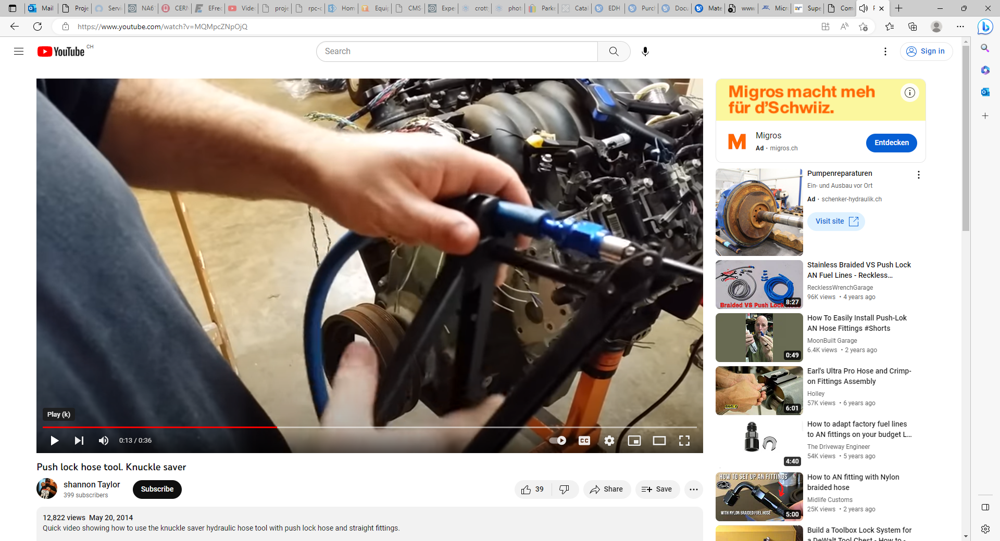 Mail
Proje
Servi
NA6
CERN
EFre
Vide
proje
rpc-c
Hom
Equip
CMS-
Expe
crott
phot
Parke
Catal
EDH
Purch
Docu
Mate
www
Micr
Supe
Com
https://www.youtube.com/watch?v=MQMpcZNpOjQ
YouTube CH
Search
Sign in
Migros macht meh
für d'Schwiiz.
M
Migros
Ad · migros.ch
Entdecken
Pumpenreparaturen
Ein- und Ausbau vor Ort
Ad · schenker-hydraulik.ch
Visit site
Stainless Braided VS Push Lock
AN Fuel Lines - Reckless...
RecklessWrenchGarage
96K views • 4 years ago
Braided VS Push Lock
8:27
How To Easily Install Push-Lok
AN Hose Fittings #Shorts
MoonBuilt Garage
6.4K views • 2 years ago
0:49
Earl's Ultra Pro Hose and Crimp-
on Fittings Assembly
Holley
57K views • 6 years ago
EARL'S
6:01
How to adapt factory fuel lines
to AN fittings on your budget L...
The Driveway Engineer
54K views • 5 years ago
4:40
HOW TO SET UP AN FITTINGS
WITH NYLON BRAIDED FUEL HOSE
5:00
How to AN fitting with Nylon
braided hose
Midlife Customs
25K views • 2 years ago
Build a Toolbox Lock System for
a DeWalt Tool Chest - How to -
Play (k)
0:13 / 0:36
CC
Push lock hose tool. Knuckle saver
shannon Taylor
399 subscribers
Subscribe
39
Share
Save
12,822 views May 20, 2014
Quick video showing how to use the knuckle saver hydraulic hose tool with push lock hose and straight fittings.